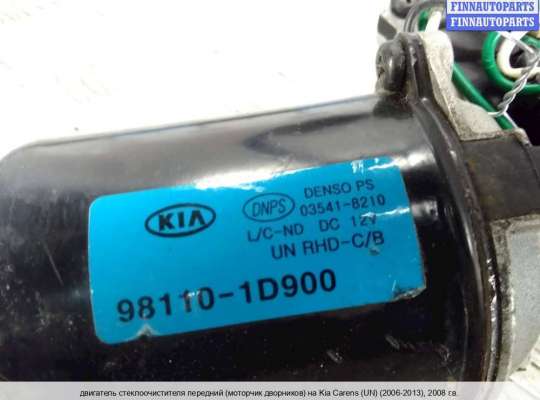 FINNAUTOPARTS
FINNAUTOPARTS
KIA
DNPS
DENSO PS
03541-8210
L/C-ND DC 12V
UN RHD-C/B
98110-1D900
двигатель стеклоочистителя передний (моторчик дворников) на Kia Carens (UN) (2006-2013), 2008 г.в.